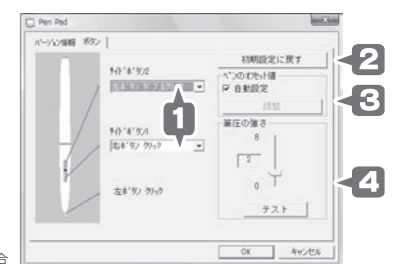 Pen Pad
バージョン情報 ボタン
サイドボタン2
左ボタン ダブルクリック
1
サイドボタン1
右ボタン クリック
左ボタン クリック
初期設定に戻す
2
ペンのオフセット値
自動設定
調整
3
筆圧の強さ
8
2
0
4
テスト
OK キャンセル
合